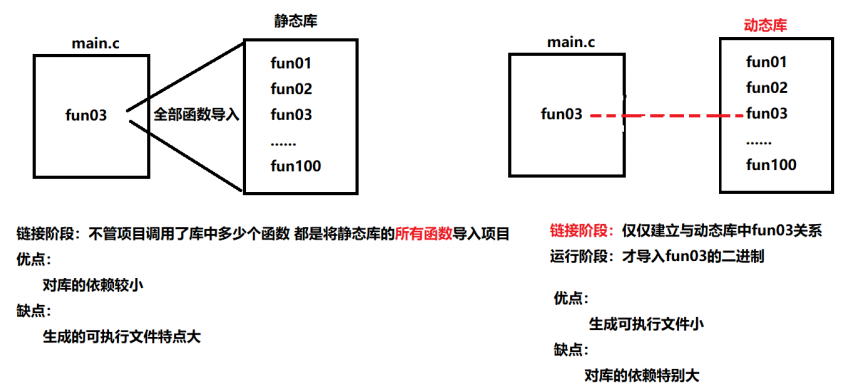 静态库
main.c
fun01
fun02
fun03
全部函数导入
fun03
......
fun100
链接阶段：不管项目调用了库中多少个函数 都是将静态库的所有函数导入项目
优点：
对库的依赖较小
缺点：
生成的可执行文件特点大
动态库
main.c
fun01
fun02
fun03
fun03
......
fun100
链接阶段：仅仅建立与动态库中fun03关系
运行阶段：才导入fun03的二进制
优点：
生成可执行文件小
缺点：
对库的依赖特别大